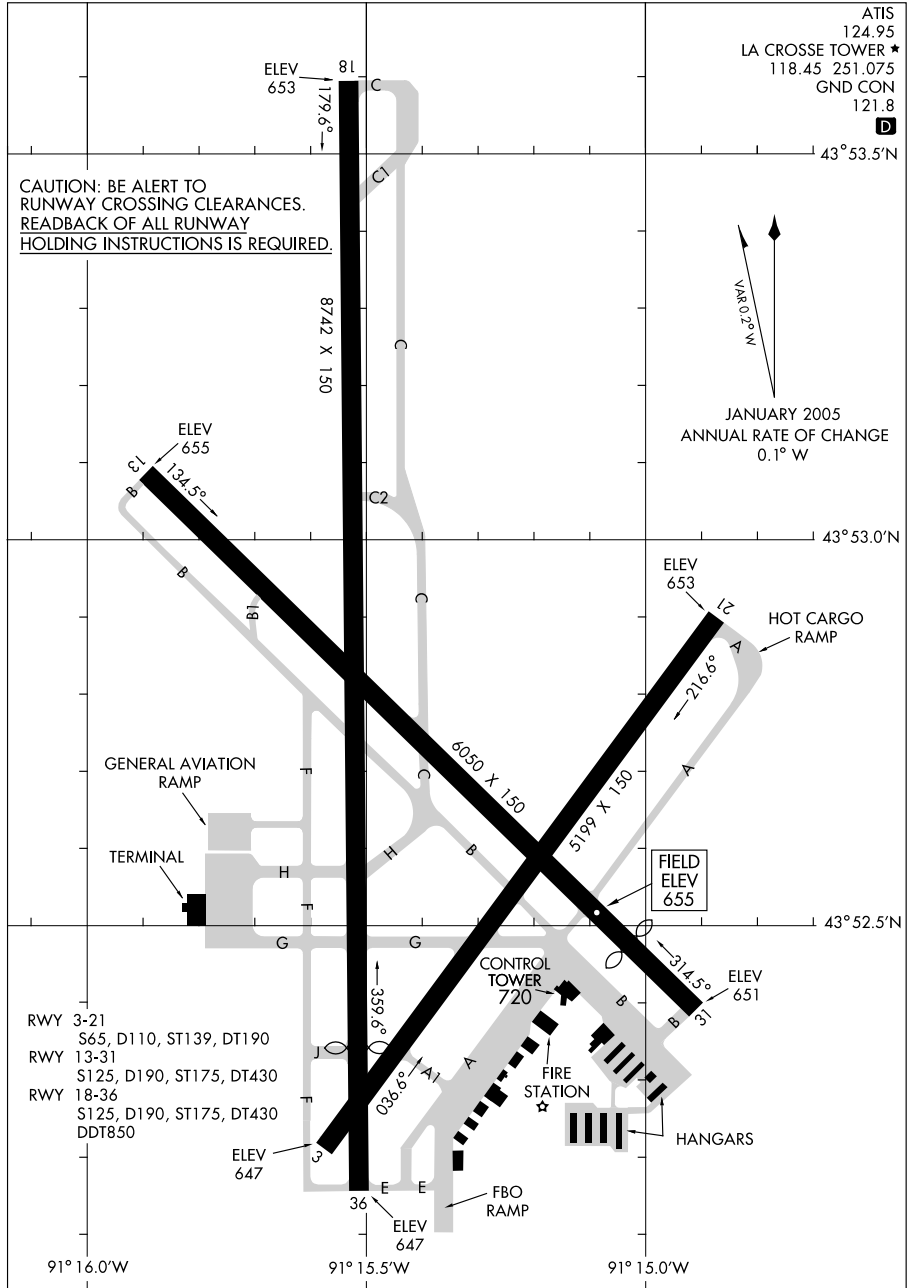 ATIS
124.95
LA CROSSE TOWER ★
118.45 251.075
GND CON
121.8
D
ELEV
653
18
C
179.6°
43°53.5'N
C1
CAUTION: BE ALERT TO
RUNWAY CROSSING CLEARANCES.
READBACK OF ALL RUNWAY
HOLDING INSTRUCTIONS IS REQUIRED.
VAR 0.2° W
8742 X 150
C
JANUARY 2005
ANNUAL RATE OF CHANGE
0.1° W
ELEV
655
13
134.5°
B
C2
43°53.0'N
B
ELEV
653
21
C
B1
HOT CARGO
RAMP
A
216.6°
GENERAL AVIATION
RAMP
F
C
6050 X 150
5199 X 150
A
TERMINAL
H
H
B
FIELD
ELEV
655
F
43°52.5'N
G
G
CONTROL
TOWER
720
314.5°
ELEV
651
31
B
B
359.6°
RWY 3-21
S65, D110, ST139, DT190
RWY 13-31
S125, D190, ST175, DT430
RWY 18-36
S125, D190, ST175, DT430
DDT850
J
036.6°
A1
A
FIRE
STATION
F
HANGARS
ELEV
647
3
E
E
FBO
RAMP
36
ELEV
647
91°16.0'W
91°15.5'W
91°15.0'W